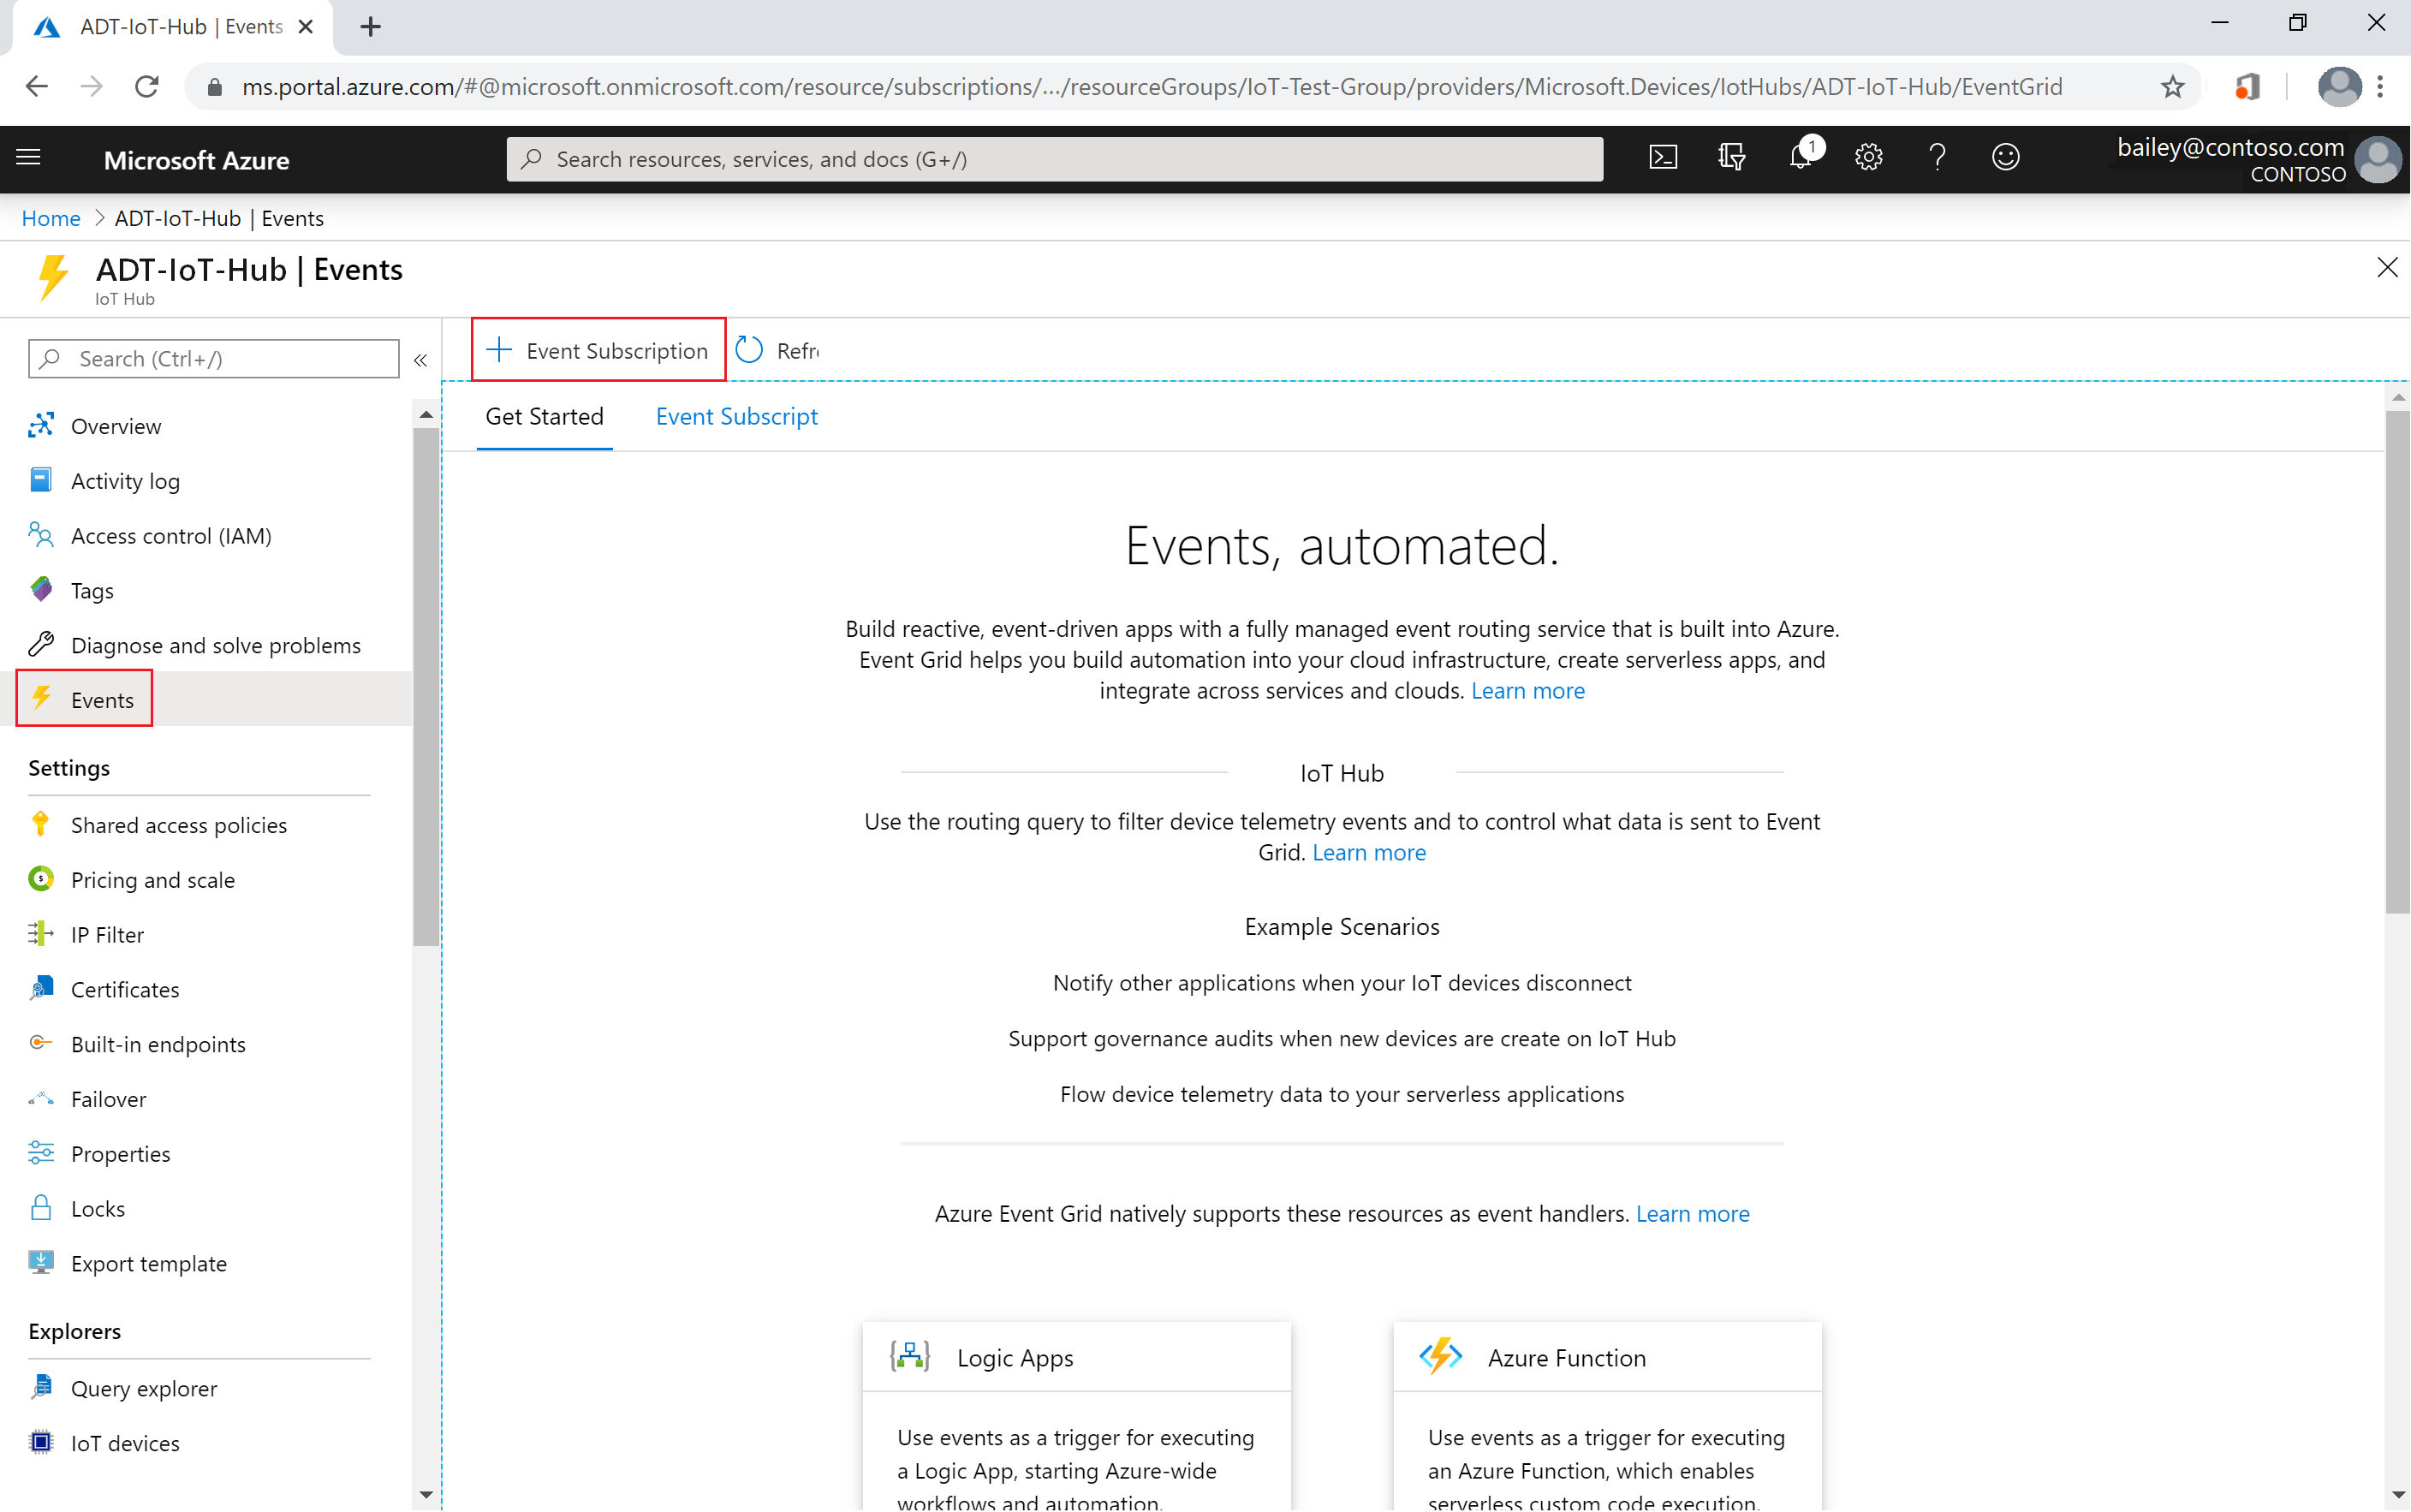 ADT-IoT-Hub | Events
ms.portal.azure.com/#@microsoft.onmicrosoft.com/resource/subscriptions/.../resourceGroups/IoT-Test-Group/providers/Microsoft.Devices/IotHubs/ADT-IoT-Hub/EventGrid
Microsoft Azure
Search resources, services, and docs (G+/)
1
bailey@contoso.com
CONTOSO
Home > ADT-IoT-Hub | Events
ADT-IoT-Hub | Events
IoT Hub
Search (Ctrl+/)
«
Overview
Activity log
Access control (IAM)
Tags
Diagnose and solve problems
Events
Settings
Shared access policies
Pricing and scale
IP Filter
Certificates
Built-in endpoints
Failover
Properties
Locks
Export template
Explorers
Query explorer
IoT devices
+ Event Subscription
Refr
Get Started
Event Subscript
Events, automated.
Build reactive, event-driven apps with a fully managed event routing service that is built into Azure.
Event Grid helps you build automation into your cloud infrastructure, create serverless apps, and
integrate across services and clouds. Learn more
IoT Hub
Use the routing query to filter device telemetry events and to control what data is sent to Event
Grid. Learn more
Example Scenarios
Notify other applications when your IoT devices disconnect
Support governance audits when new devices are create on IoT Hub
Flow device telemetry data to your serverless applications
Azure Event Grid natively supports these resources as event handlers. Learn more
Logic Apps
Use events as a trigger for executing
a Logic App, starting Azure-wide
workflows and automation.
Azure Function
Use events as a trigger for executing
an Azure Function, which enables
serverless custom code execution.